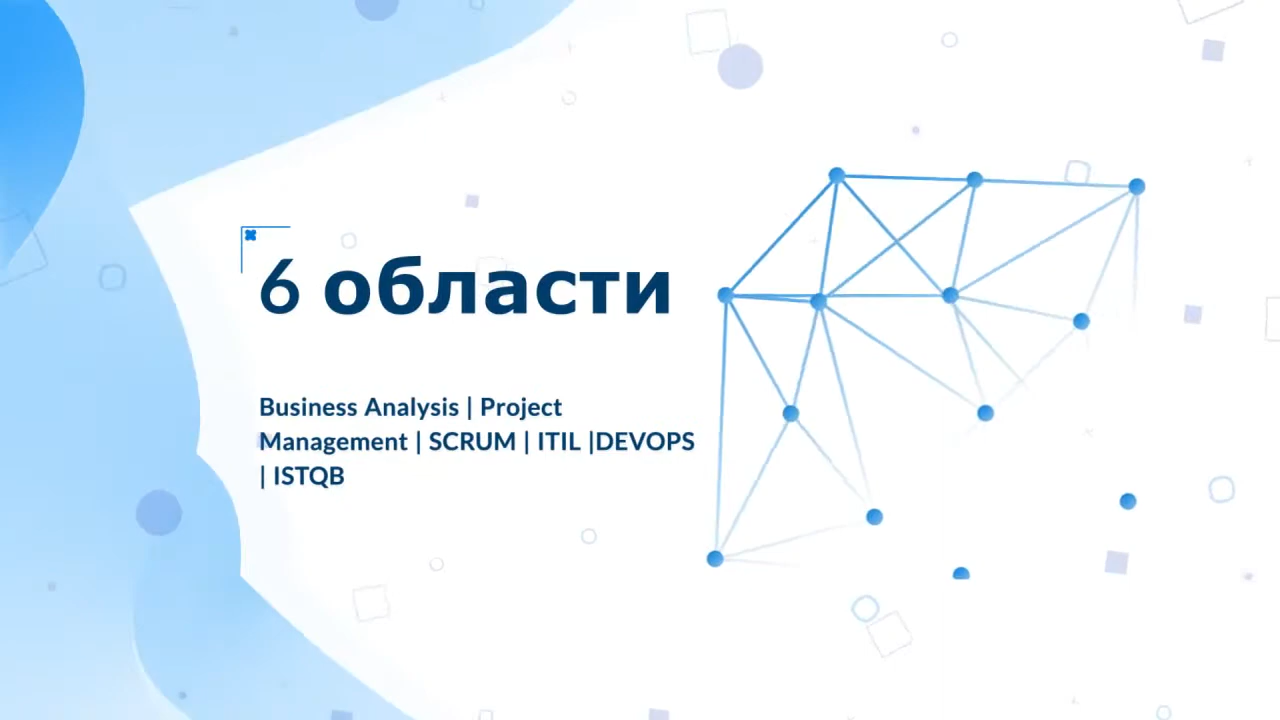 6 области
Business Analysis | Project
Management | SCRUM | ITIL |DEVOPS
| ISTQB